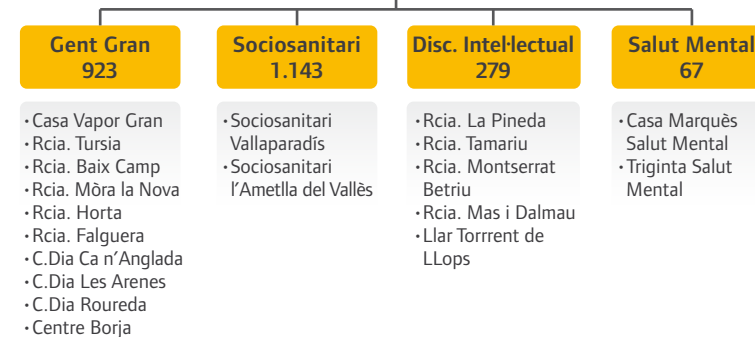 Gent Gran
923
·Casa Vapor Gran
·Rcia. Tursia
·Rcia. Baix Camp
·Rcia. Mòra la Nova
·Rcia. Horta
·Rcia. Falguera
·C.Dia Ca n’Anglada
·C.Dia Les Arenes
·C.Dia Roureda
·Centre Borja
Sociosanitari
1.143
·Sociosanitari
Vallaparadís
·Sociosanitari
l’Ametlla del Vallès
Disc. Intel·lectual
279
·Rcia. La Pineda
·Rcia. Tamariu
·Rcia. Montserrat
Betriu
·Rcia. Mas i Dalmau
·Llar Torrrent de
LLops
Salut Mental
67
·Casa Marquès
Salut Mental
·Triginta Salut
Mental